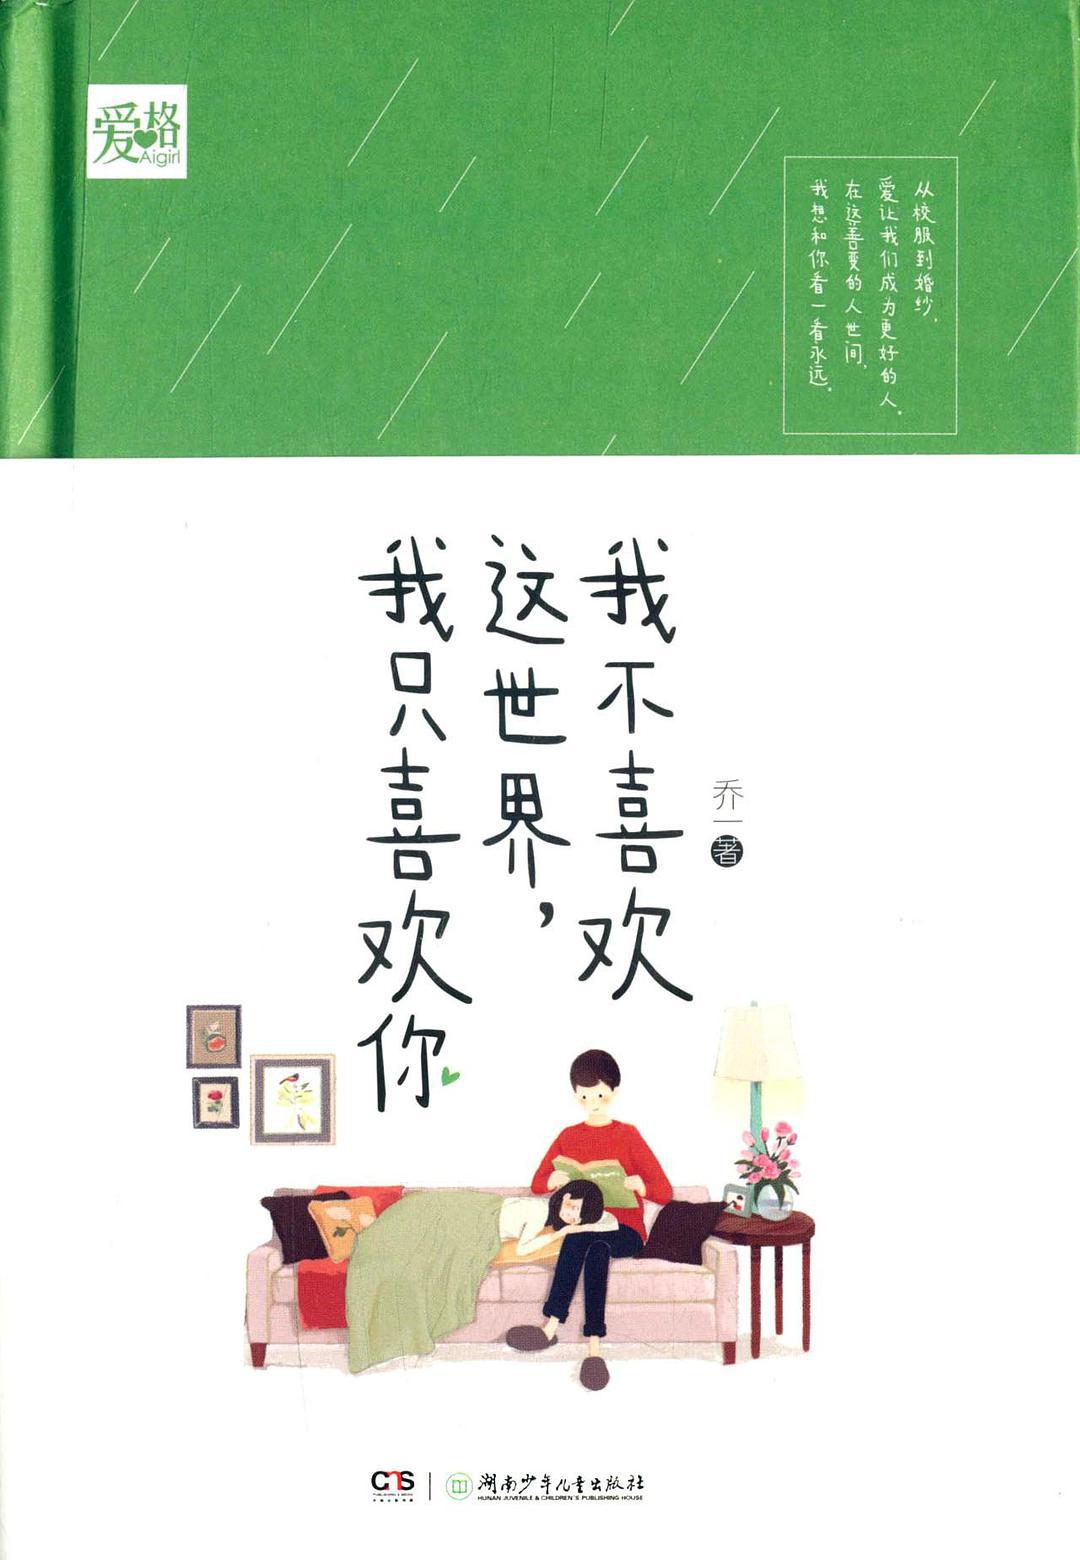 爱格
Aigirl
从校服到婚纱，
爱让我们成为更好的人。
在这善变的人世间，
我想和你看一看永远。
我不喜欢
这世界，
我只喜欢你
乔一
著
CNS
湖南少年儿童出版社
HUNAN JUVENILE & CHILDREN'S PUBLISHING HOUSE